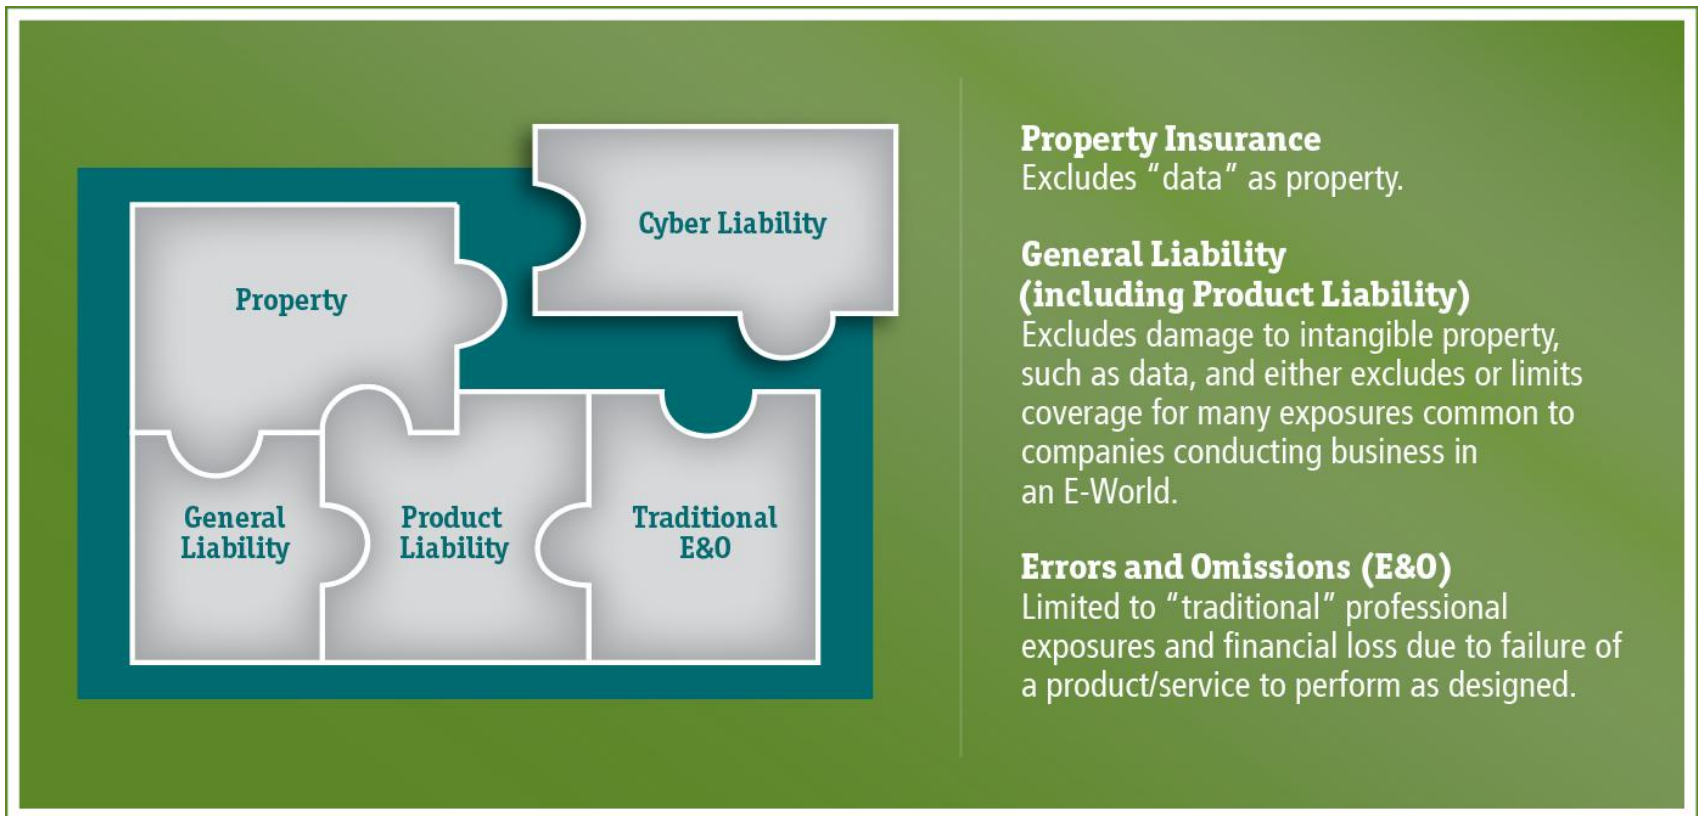 Property
Cyber Liability
General
Liability
Product
Liability
Traditional
E&O
Property Insurance
Excludes “data” as property.
General Liability
(including Product Liability)
Excludes damage to intangible property,
such as data, and either excludes or limits
coverage for many exposures common to
companies conducting business in
an E-World.
Errors and Omissions (E&O)
Limited to “traditional” professional
exposures and financial loss due to failure of
a product/service to perform as designed.